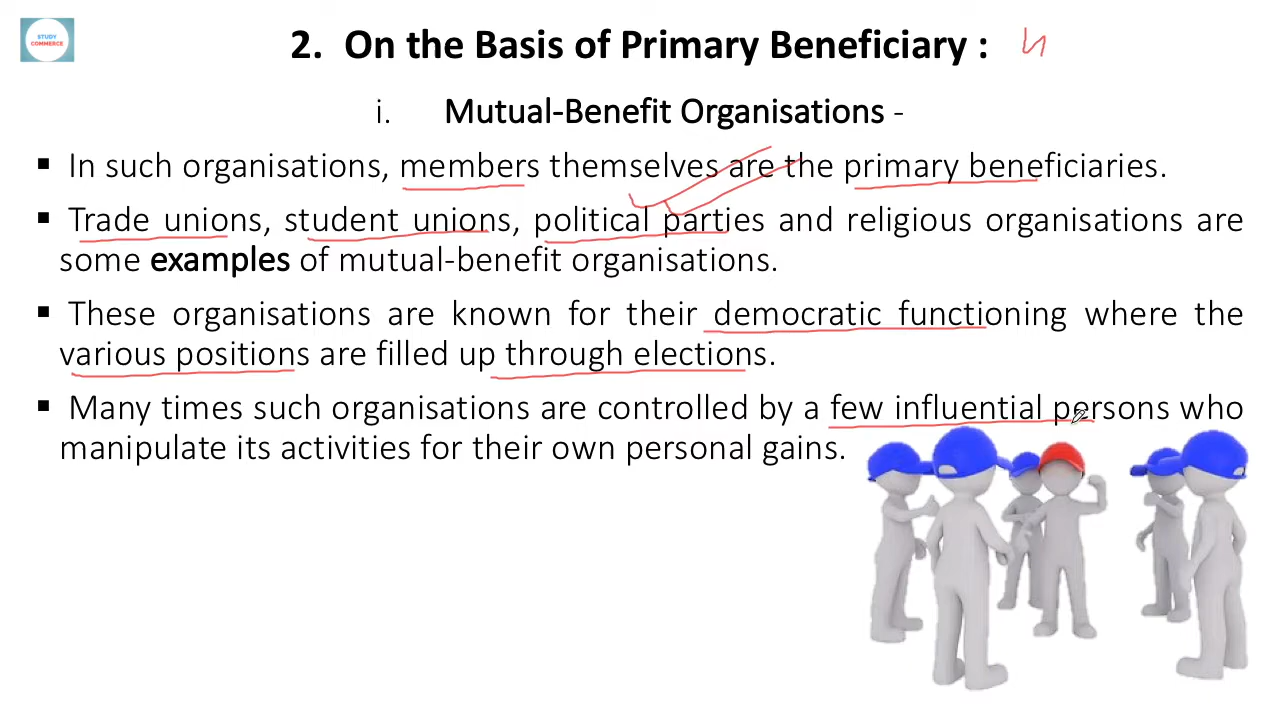 STUDY
COMMERCE
2. On the Basis of Primary Beneficiary : 4
i. Mutual-Benefit Organisations -
▪ In such organisations, members themselves are the primary beneficiaries.
▪ Trade unions, student unions, political parties and religious organisations are
some examples of mutual-benefit organisations.
▪ These organisations are known for their democratic functioning where the
various positions are filled up through elections.
▪ Many times such organisations are controlled by a few influential persons who
manipulate its activities for their own personal gains.